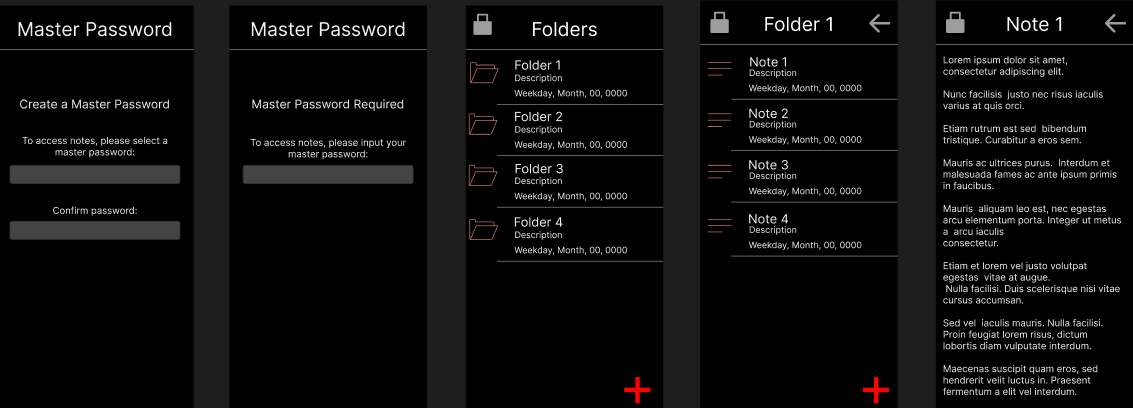 Master Password
Create a Master Password
To access notes, please select a
master password:
Confirm password:
Master Password
Master Password Required
To access notes, please input your
master password:
Folders
Folder 1
Description
Weekday, Month, 00, 0000
Folder 2
Description
Weekday, Month, 00, 0000
Folder 3
Description
Weekday, Month, 00, 0000
Folder 4
Description
Weekday, Month, 00, 0000
Folder 1
Note 1
Description
Weekday, Month, 00, 0000
Note 2
Description
Weekday, Month, 00, 0000
Note 3
Description
Weekday, Month, 00, 0000
Note 4
Description
Weekday, Month, 00, 0000
Note 1
Lorem ipsum dolor sit amet,
consectetur adipiscing elit.
Nunc facilisis justo nec risus iaculis
varius at quis orci.
Etiam rutrum est sed bibendum
tristique. Curabitur a eros sem.
Mauris ac ultrices purus. Interdum et
malesuada fames ac ante ipsum primis
in faucibus.
Mauris aliquam leo est, nec egestas
arcu elementum porta. Integer ut metus
a arcu iaculis
consectetur.
Etiam et lorem vel justo volutpat
egestas vitae at augue.
Nulla facilisi. Duis scelerisque nisi vitae
cursus accumsan.
Sed vel iaculis mauris. Nulla facilisi.
Proin feugiat lorem risus, dictum
lobortis diam vulputate interdum.
Maecenas suscipit quam eros, sed
hendrerit velit luctus in. Praesent
fermentum a elit vel interdum.